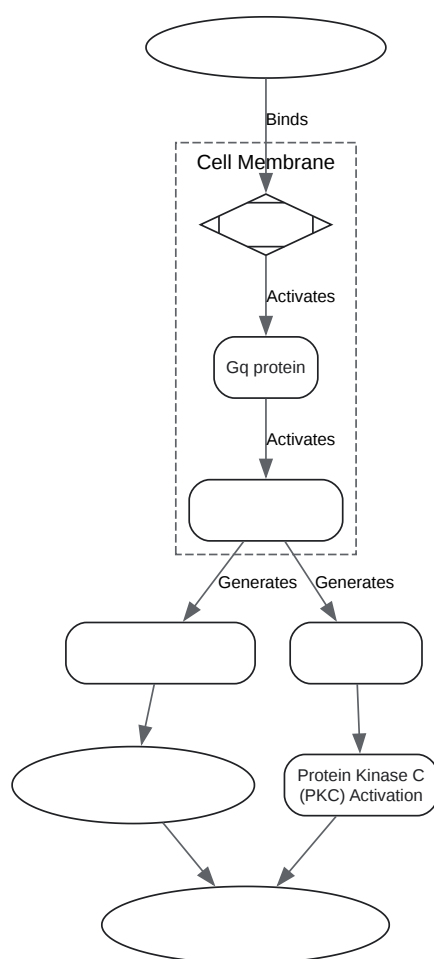 Binds
Cell Membrane
Activates
Gq protein
Activates
Generates
Generates
Protein Kinase C
(PKC) Activation